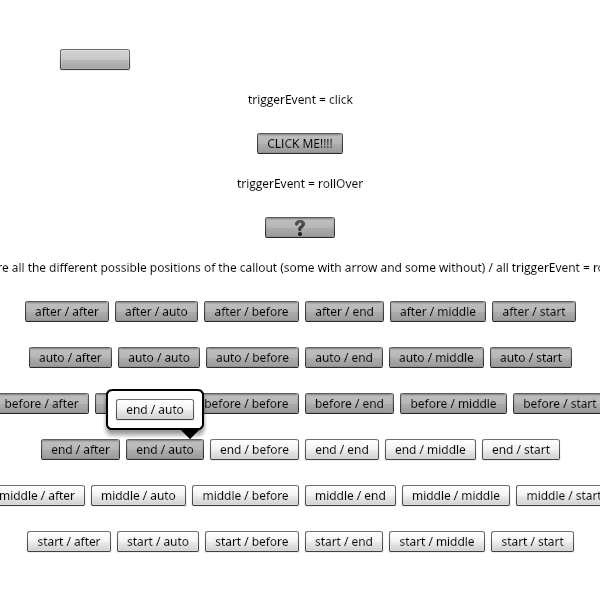 triggerEvent = click
CLICK ME!!!!
triggerEvent = rollOver
?
all the different possible positions of the callout (some with arrow and some without) / all triggerEvent =
after / after after / auto after / before after / end after / middle after / start
auto / after auto / auto auto / before auto / end auto / middle auto / start
before / after before / before before / end before / middle before / start
end / auto
end / after end / auto end / before end / end end / middle end / start
middle / after middle / auto middle / before middle / end middle / middle middle / start
start / after start / auto start / before start / end start / middle start / start